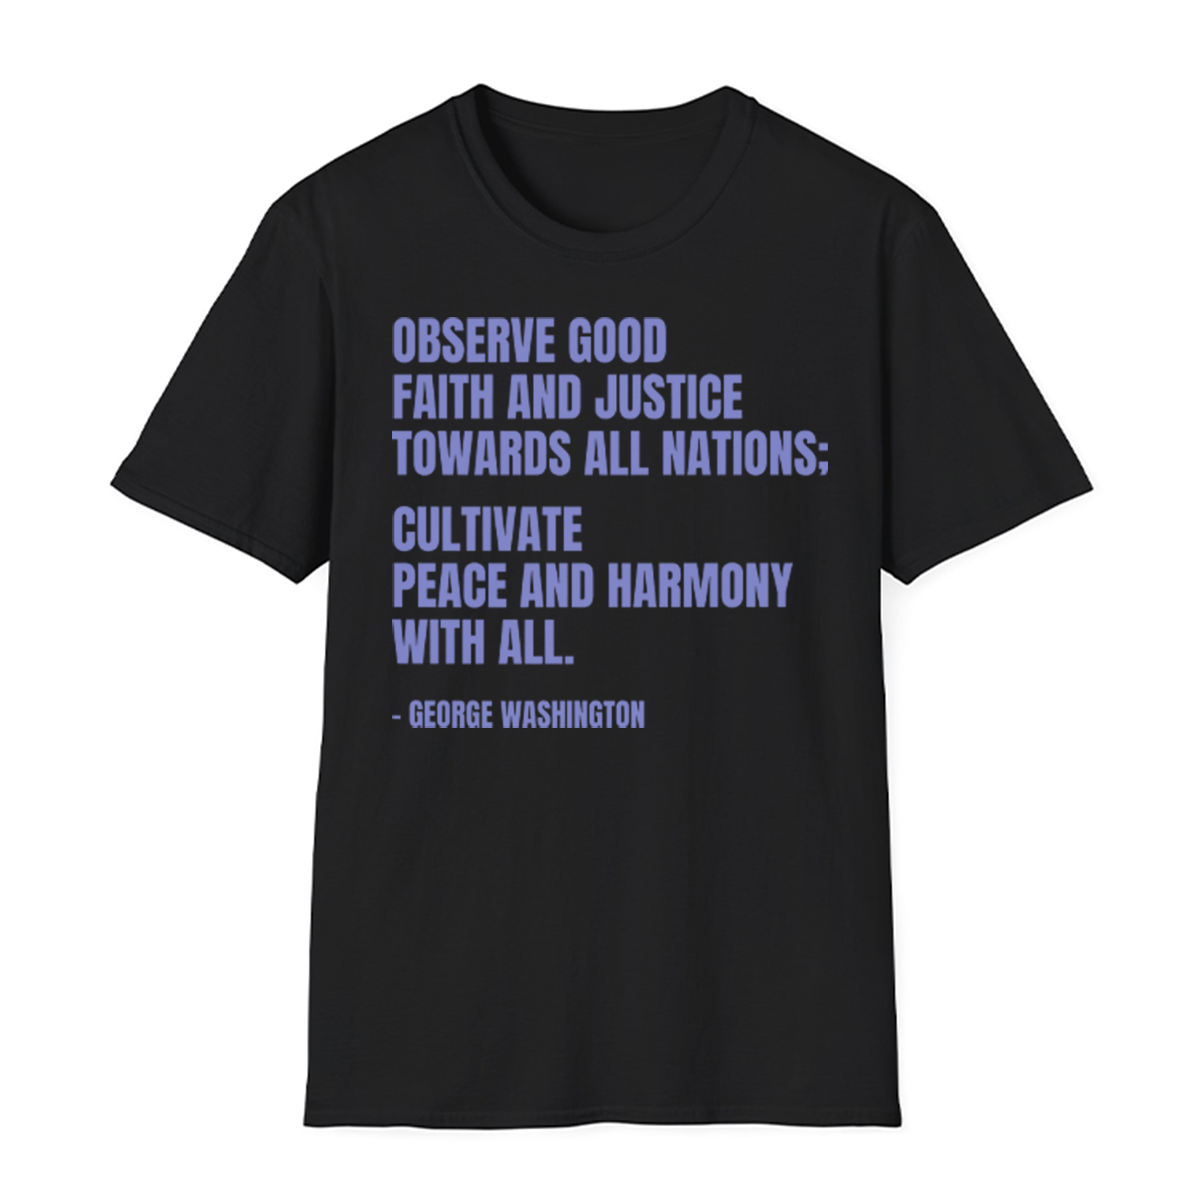 OBSERVE GOOD
FAITH AND JUSTICE
TOWARDS ALL NATIONS;
CULTIVATE
PEACE AND HARMONY
WITH ALL.
- GEORGE WASHINGTON